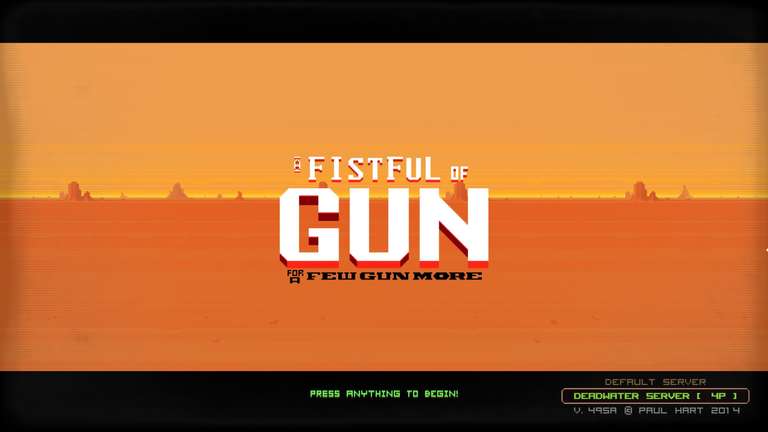 A FISTFUL OF
GUN
FOR A FEW GUN MORE
PRESS ANYTHING TO BEGIN!
DEFAULT SERVER
DEADWATER SERVER [ 4P ]
V. 495A © PAUL HART 2014